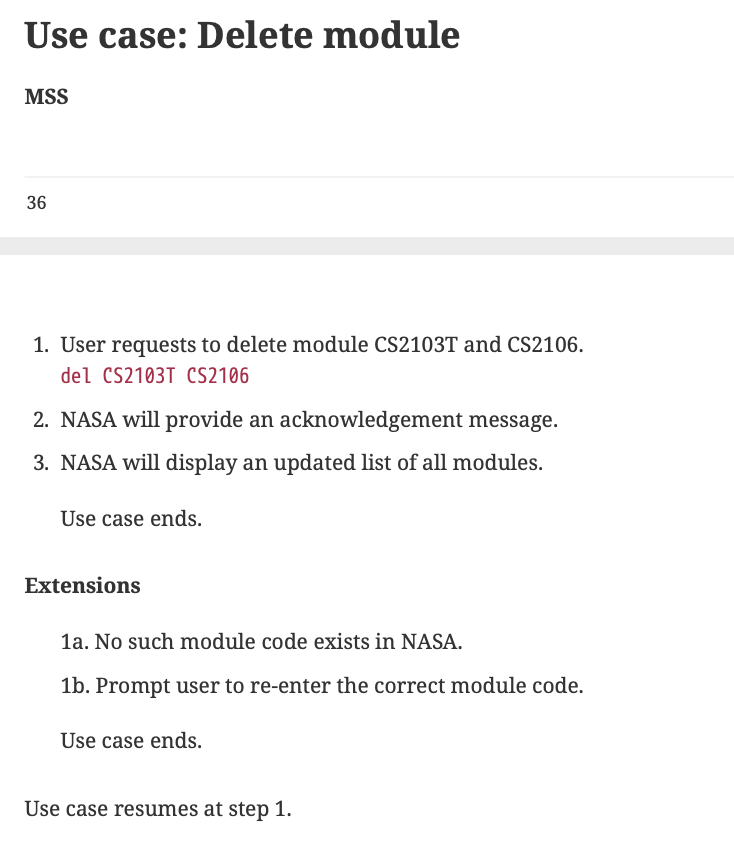 Use case: Delete module
MSS
36
1. User requests to delete module CS2103T and CS2106.
del CS2103T CS2106
2. NASA will provide an acknowledgement message.
3. NASA will display an updated list of all modules.
Use case ends.
Extensions
1a. No such module code exists in NASA.
1b. Prompt user to re-enter the correct module code.
Use case ends.
Use case resumes at step 1.